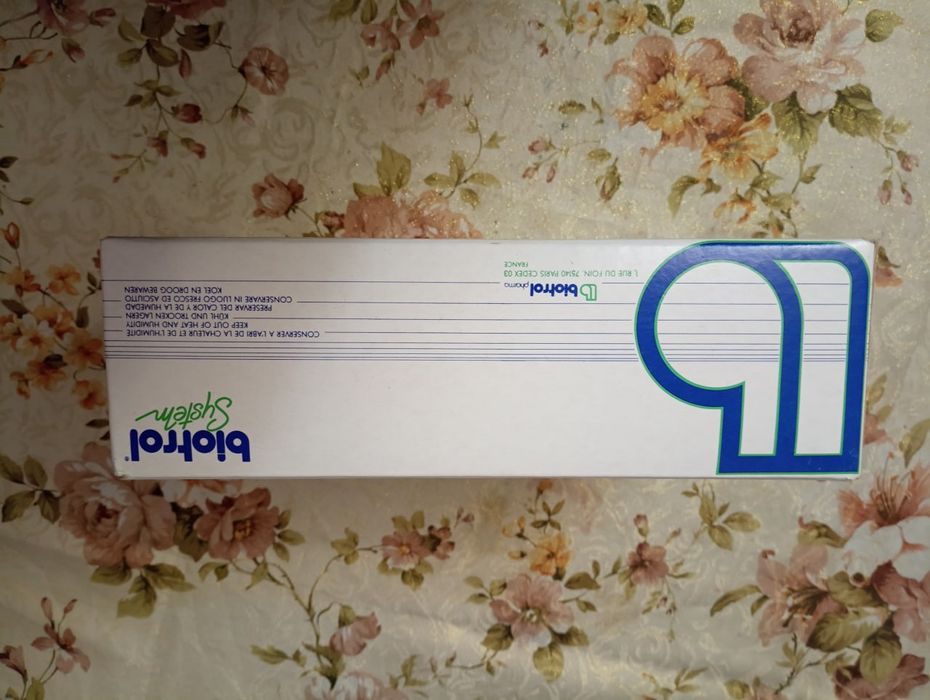 biotrol®
System
CONSERVER A L'ABRI DE LA CHALEUR ET DE L'HUMIDITÉ
KEEP OUT OF HEAT AND HUMIDITY
KÜHL UND TROCKEN LAGERN
PRESERVAR DEL CALOR Y DE LA HUMEDAD
CONSERVARE IN LUOGO FRESCO ED ASCIUTTO
KOEL EN DROOG BEWAREN
biotrol pharma
1, RUE DU FOIN, 75140 PARIS CEDEX 03
FRANCE